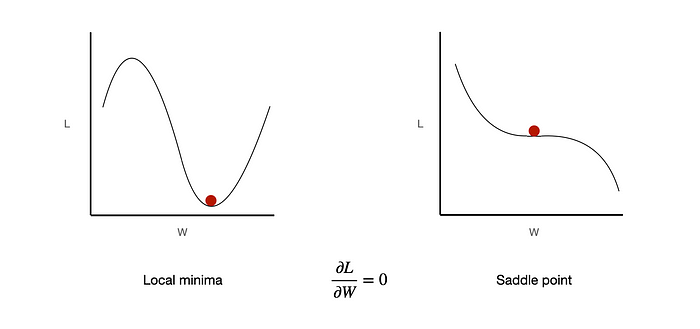 L
W
L
W
Local minima
∂L/∂W = 0
Saddle point